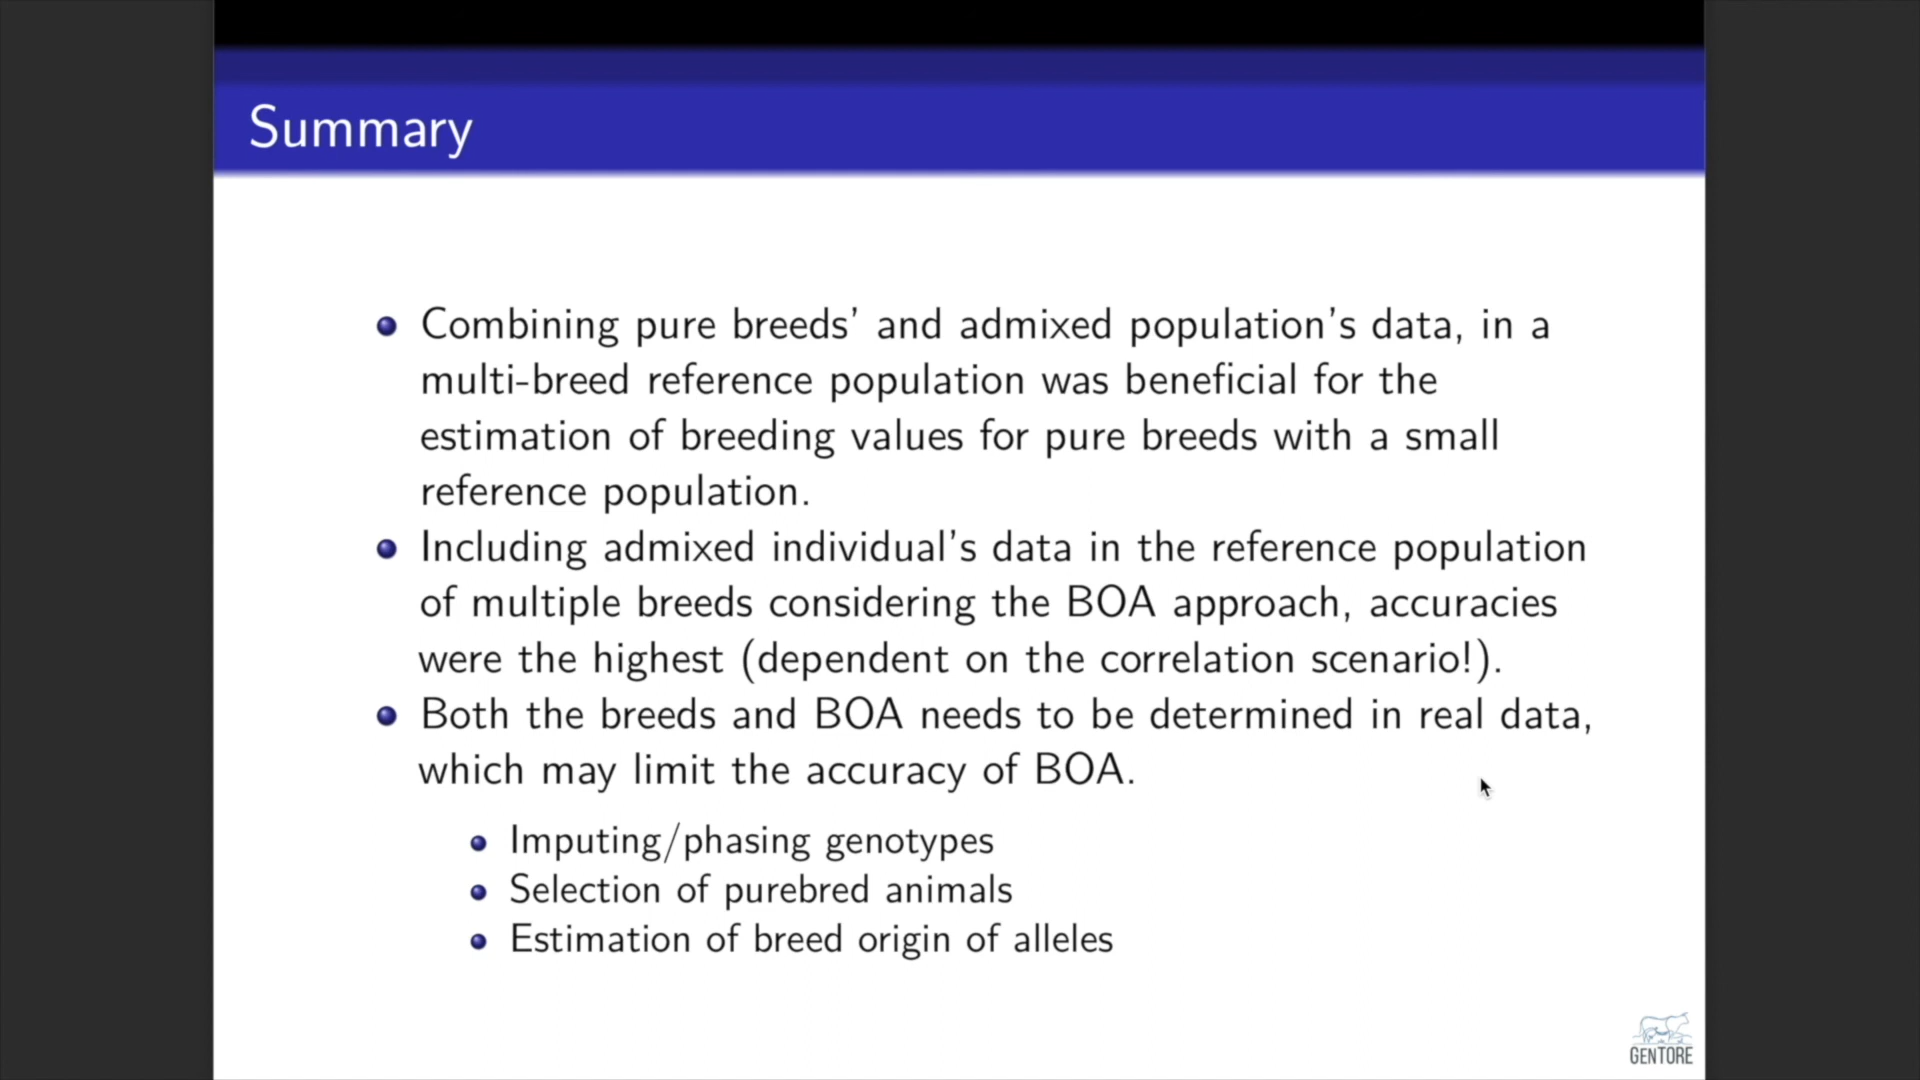 Summary
Combining pure breeds' and admixed population's data, in a
multi-breed reference population was beneficial for the
estimation of breeding values for pure breeds with a small
reference population.
Including admixed individual's data in the reference population
of multiple breeds considering the BOA approach, accuracies
were the highest (dependent on the correlation scenario!).
Both the breeds and BOA needs to be determined in real data,
which may limit the accuracy of BOA.
Imputing/phasing genotypes
Selection of purebred animals
Estimation of breed origin of alleles
GENTORE